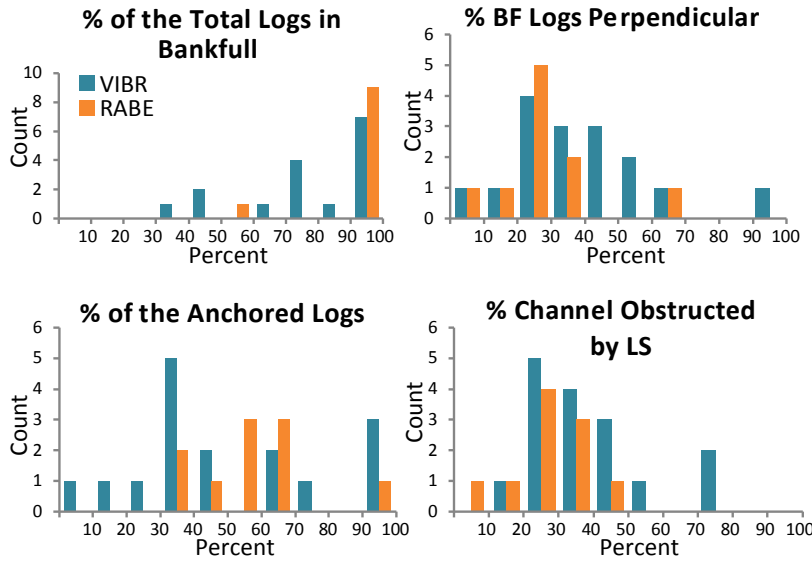 % of the Total Logs in
Bankfull
10
8
6
4
2
0
Count
VIBR
RABE
10 20 30 40 50 60 70 80 90 100
Percent
% BF Logs Perpendicular
6
5
4
3
2
1
0
Count
10 20 30 40 50 60 70 80 90 100
Percent
% of the Anchored Logs
6
5
4
3
2
1
0
Count
10 20 30 40 50 60 70 80 90 100
Percent
% Channel Obstructed
by LS
6
5
4
3
2
1
0
Count
10 20 30 40 50 60 70 80 90 100
Percent